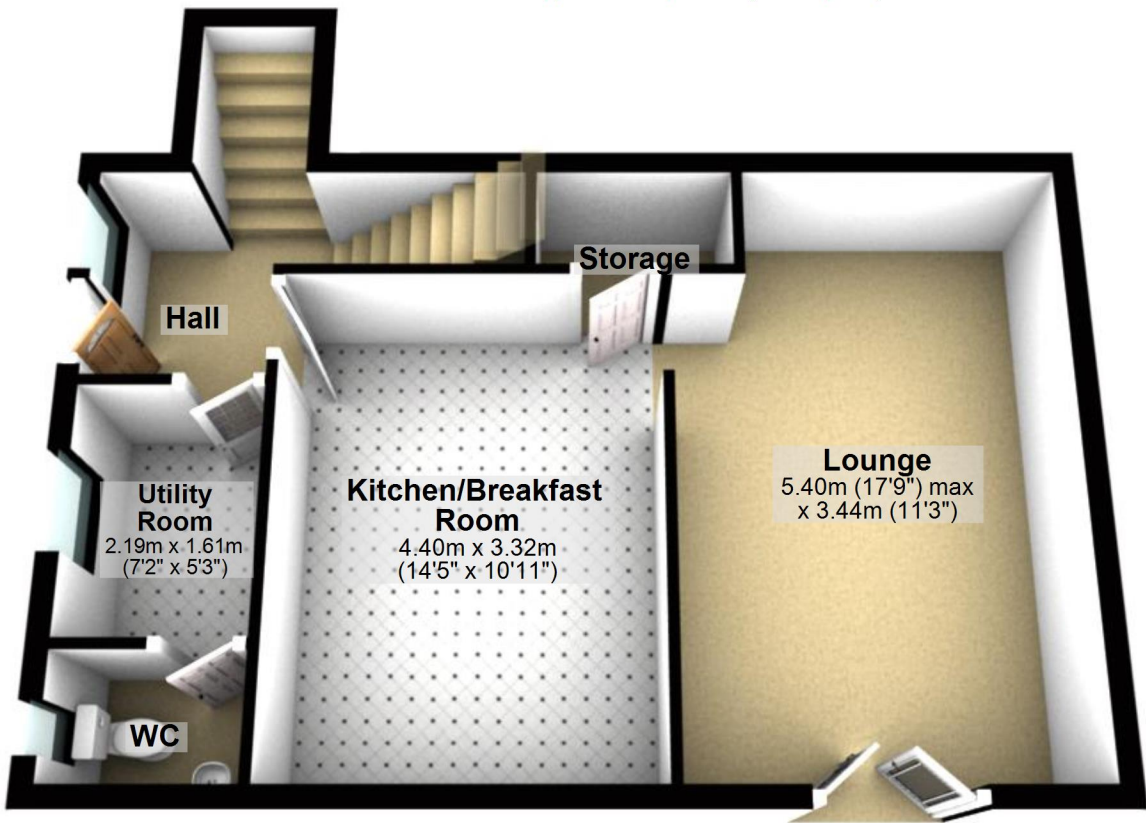 Storage
Hall
Lounge
5.40m (17'9") max
x 3.44m (11'3")
Kitchen/Breakfast
Room
4.40m x 3.32m
(14'5" x 10'11")
Utility
Room
2.19m x 1.61m
(7'2" x 5'3")
WC